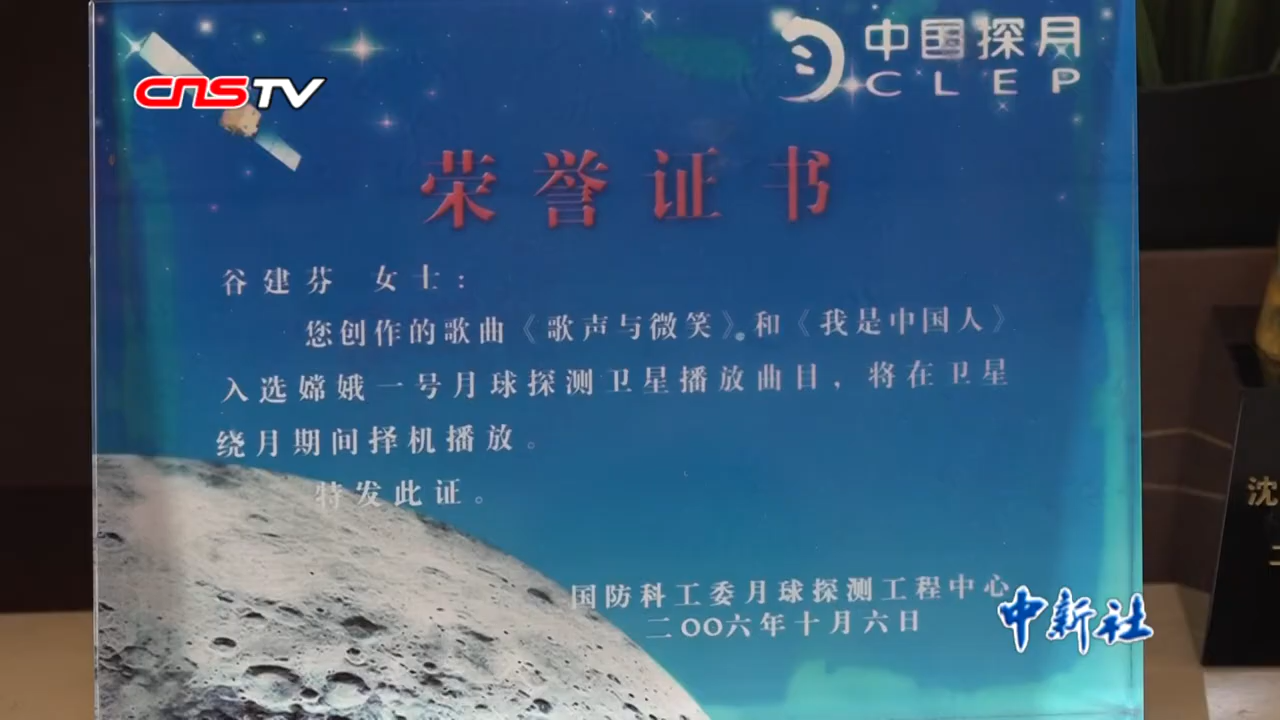 CNSTV
中国探月
CLEP
荣誉证书
谷建芬 女士：
您创作的歌曲《歌声与微笑》和《我是中国人》
入选嫦娥一号月球探测卫星播放曲目，将在卫星
绕月期间择机播放。
特发此证。
国防科工委月球探测工程中心
二〇〇六年十月六日
中新社
沈